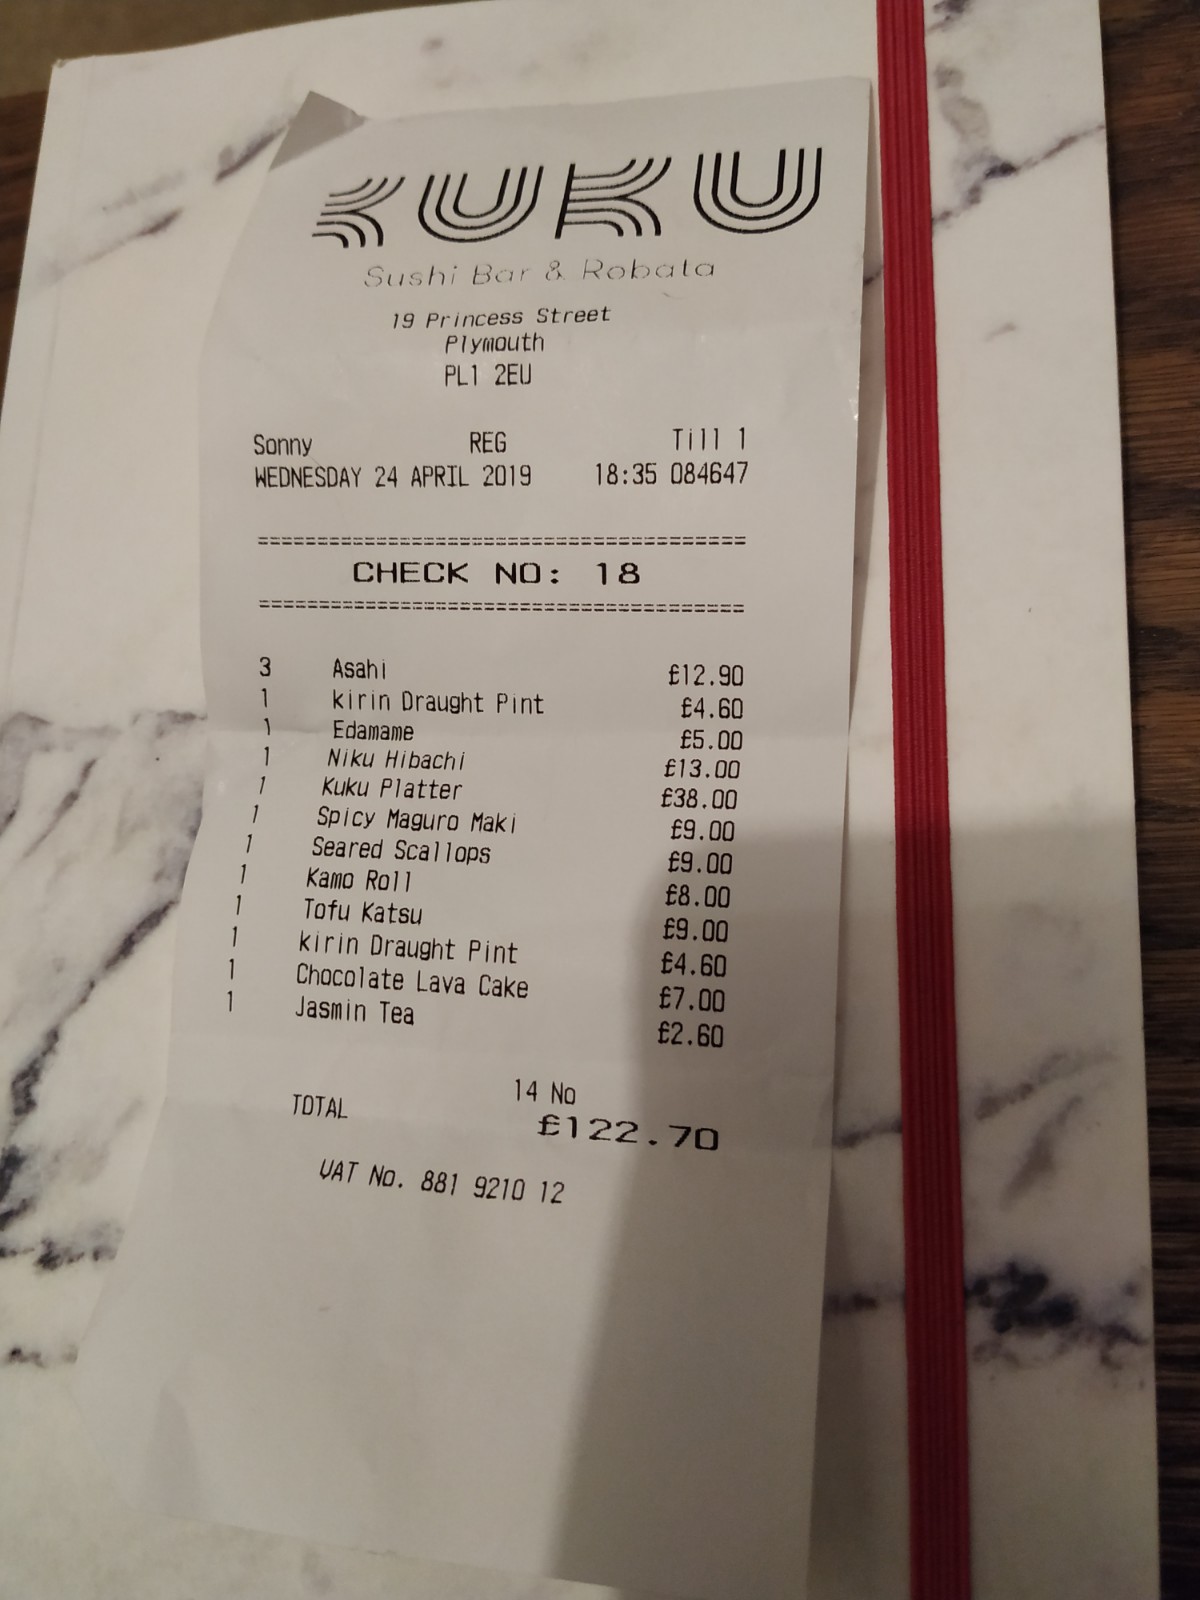 KUKU
Sushi Bar & Robata
19 Princess Street
Plymouth
PL1 2EU
Sonny REG Till 1
WEDNESDAY 24 APRIL 2019 18:35 084647
========================================
CHECK NO: 18
========================================
3 Asahi £12.90
1 kirin Draught Pint £4.60
1 Edamame £5.00
1 Niku Hibachi £13.00
1 Kuku Platter £38.00
1 Spicy Maguro Maki £9.00
1 Seared Scallops £9.00
1 Kamo Roll £8.00
1 Tofu Katsu £9.00
1 kirin Draught Pint £4.60
1 Chocolate Lava Cake £7.00
1 Jasmin Tea £2.60
14 No
TOTAL £122.70
VAT No. 881 9210 12